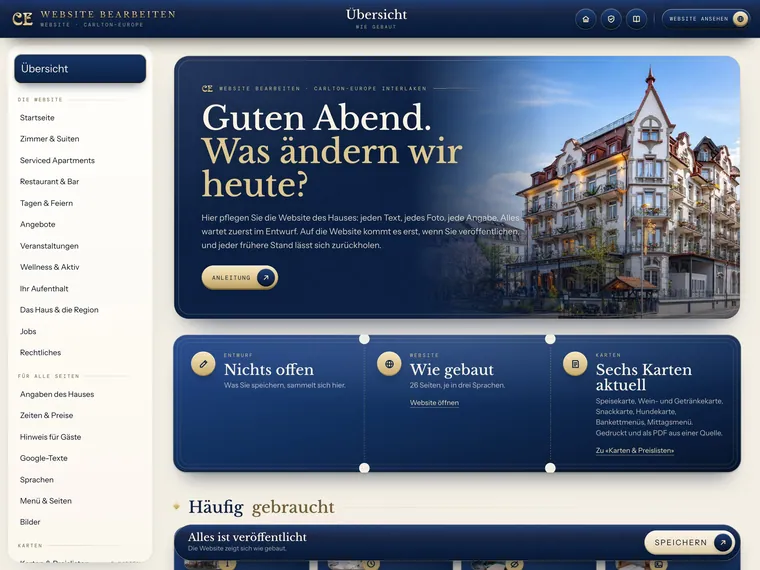 CE WEBSITE BEARBEITEN
WEBSITE · CARLTON-EUROPE
Übersicht
WIE GEBAUT
WEBSITE ANSEHEN
Übersicht
DIE WEBSITE
Startseite
Zimmer & Suiten
Serviced Apartments
Restaurant & Bar
Tagen & Feiern
Angebote
Veranstaltungen
Wellness & Aktiv
Ihr Aufenthalt
Das Haus & die Region
Jobs
Rechtliches
FÜR ALLE SEITEN
Angaben des Hauses
Zeiten & Preise
Hinweis für Gäste
Google-Texte
Sprachen
Menü & Seiten
Bilder
KARTEN
Karten & Preislisten
CE WEBSITE BEARBEITEN · CARLTON-EUROPE INTERLAKEN
Guten Abend.
Was ändern wir
heute?
Hier pflegen Sie die Website des Hauses: jeden Text, jedes Foto, jede Angabe. Alles
wartet zuerst im Entwurf. Auf die Website kommt es erst, wenn Sie veröffentlichen,
und jeder frühere Stand lässt sich zurückholen.
ANLEITUNG
ENTWURF
Nichts offen
Was Sie speichern, sammelt sich hier.
WEBSITE
Wie gebaut
26 Seiten, je in drei Sprachen.
Website öffnen
KARTEN
Sechs Karten
aktuell
Speisekarte, Wein- und Getränkekarte,
Snackkarte, Hundekarte,
Bankettmenüs, Mittagsmenü.
Gedruckt und als PDF aus einer Quelle.
Zu «Karten & Preislisten»
Häufig gebraucht
Alles ist veröffentlicht
Die Website zeigt sich wie gebaut.
SPEICHERN